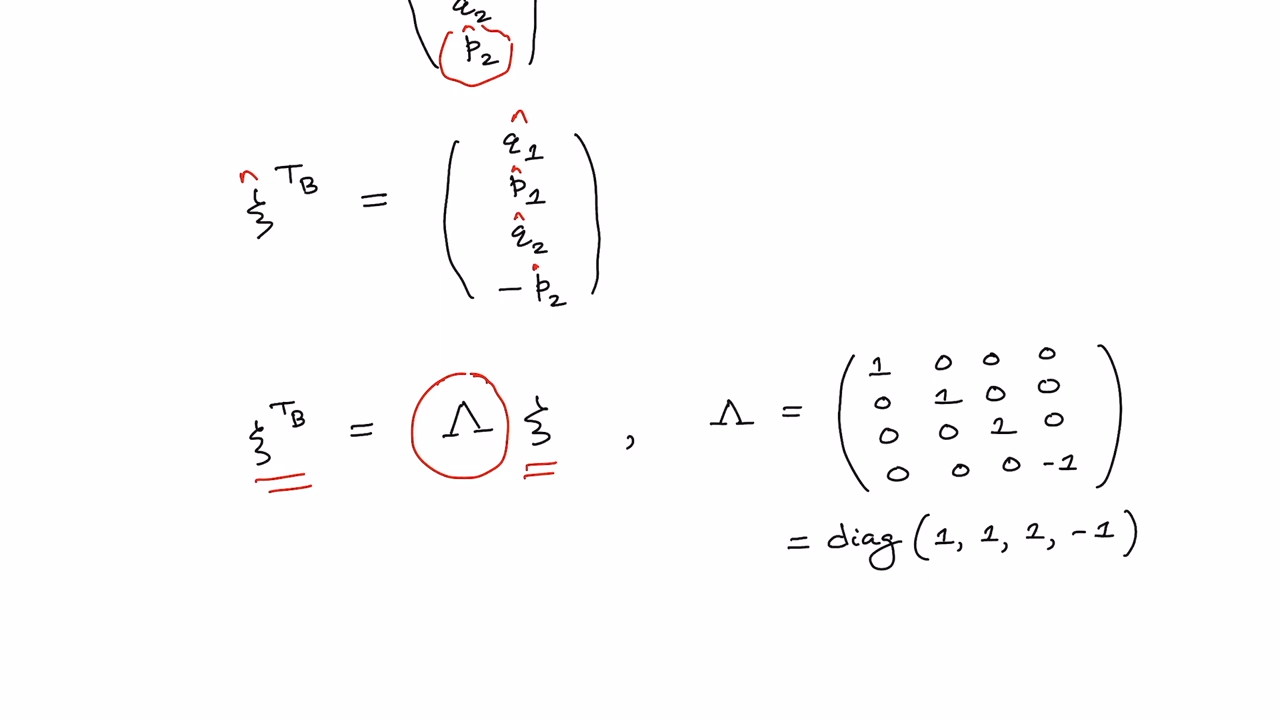 q̂₂
p̂₂
ξ̂^{T_B} = ( q̂₁
p̂₁
q̂₂
- ṗ₂ )
ξ^{T_B} = Λ ξ , Λ = ( 1 0 0 0
0 1 0 0
0 0 1 0
0 0 0 -1 )
= diag (1, 1, 1, -1)